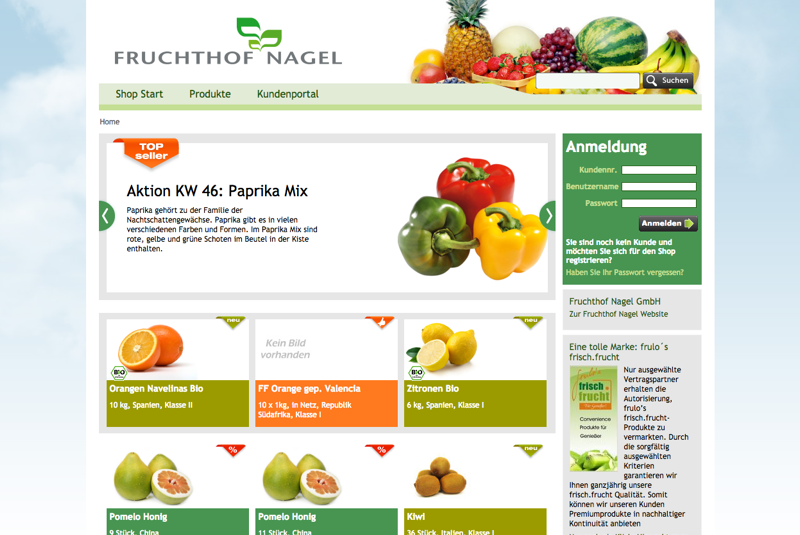 FRUCHTHOF NAGEL
Suchen
Shop Start
Produkte
Kundenportal
Home
TOP
seller
Aktion KW 46: Paprika Mix
Paprika gehört zu der Familie der
Nachtschattengewächse. Paprika gibt es in vielen
verschiedenen Farben und Formen. Im Paprika Mix sind
rote, gelbe und grüne Schoten im Beutel in der Kiste
enthalten.
Anmeldung
Kundennr.
Benutzername
Passwort
Anmelden
Sie sind noch kein Kunde und
möchten Sie sich für den Shop
registrieren?
Haben Sie Ihr Passwort vergessen?
Fruchthof Nagel GmbH
Zur Fruchthof Nagel Website
neu
BIO
Orangen Navelinas Bio
10 kg, Spanien, Klasse II
Kein Bild
vorhanden
FF Orange gep. Valencia
10 x 1kg, in Netz, Republik
Südafrika, Klasse I
neu
BIO
Zitronen Bio
6 kg, Spanien, Klasse I
Eine tolle Marke: frulo´s
frisch.frucht
frisch
frucht
Convenience
Produkte für
Genießer
Nur ausgewählte
Vertragspartner
erhalten die
Autorisierung,
frulo's
frisch.frucht-
Produkte zu
vermarkten. Durch
die sorgfältig
ausgewählten
Kriterien
garantieren wir
Ihnen ganzjährig unsere
frisch.frucht Qualität. Somit
können wir unseren Kunden
Premiumprodukte in nachhaltiger
Kontinuität anbieten
%
Pomelo Honig
9 Stück, China
%
Pomelo Honig
11 Stück, China
neu
Kiwi
36 Stück, Italien, Klasse I